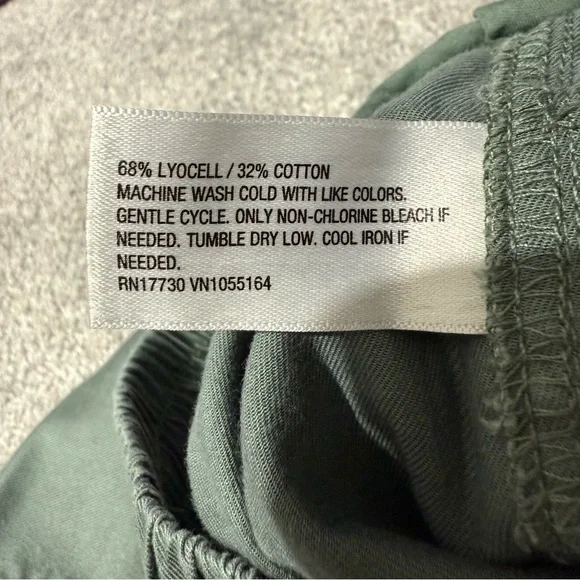 68% LYOCELL / 32% COTTON
MACHINE WASH COLD WITH LIKE COLORS.
GENTLE CYCLE. ONLY NON-CHLORINE BLEACH IF
NEEDED. TUMBLE DRY LOW. COOL IRON IF
NEEDED.
RN17730 VN1055164